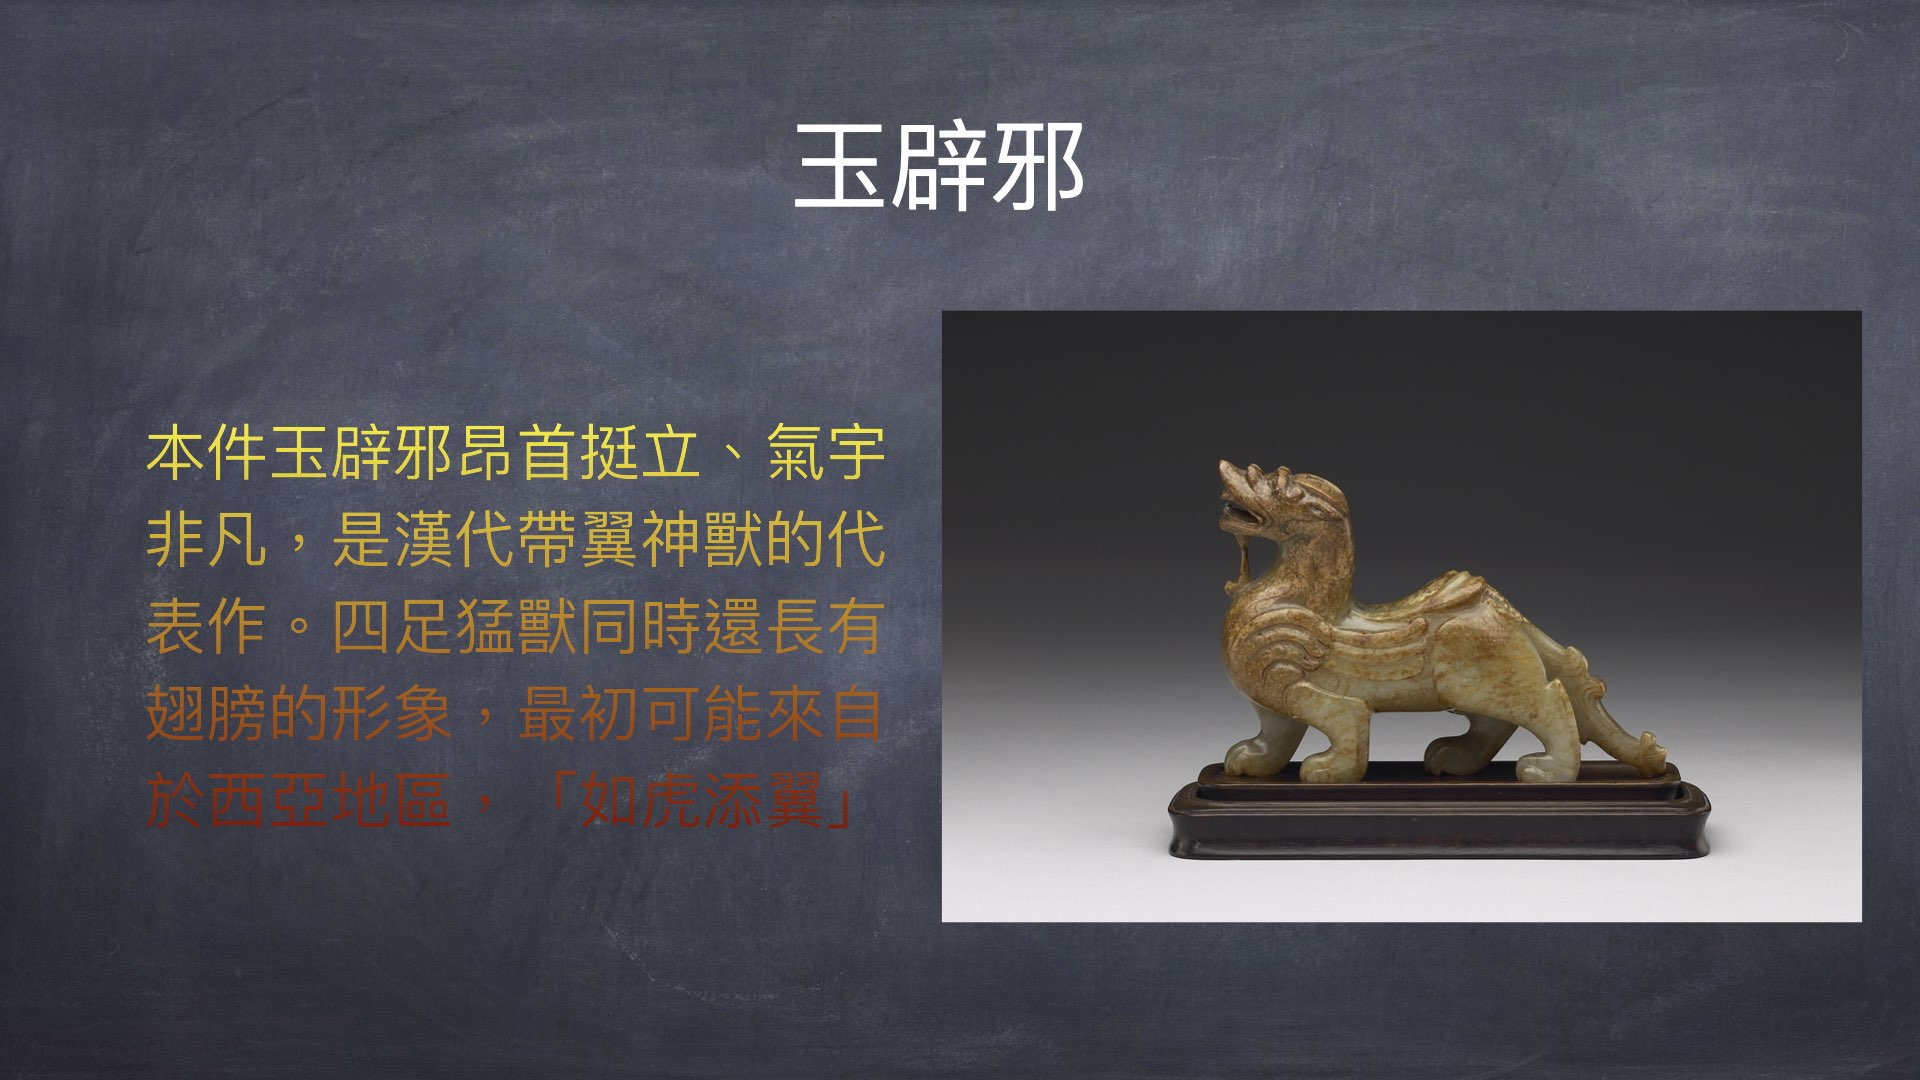 玉辟邪
本件玉辟邪昂首挺立、氣宇
非凡，是漢代帶翼神獸的代
表作。四足猛獸同時還長有
翅膀的形象，最初可能來自
於西亞地區，「如虎添翼」